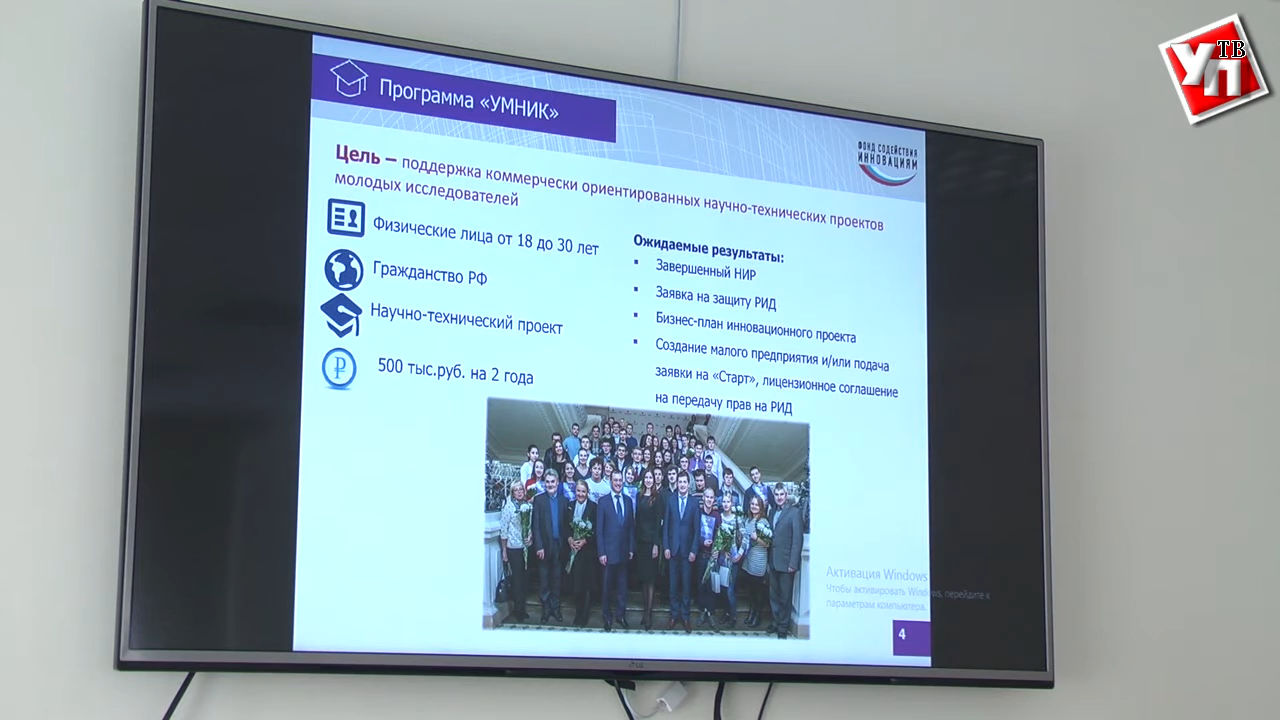 УП
ТВ
Программа «УМНИК»
ФОНД СОДЕЙСТВИЯ
ИННОВАЦИЯМ
Цель – поддержка коммерчески ориентированных научно-технических проектов
молодых исследователей
Физические лица от 18 до 30 лет
Гражданство РФ
Научно-технический проект
500 тыс.руб. на 2 года
Ожидаемые результаты:
▪ Завершенный НИР
▪ Заявка на защиту РИД
▪ Бизнес-план инновационного проекта
▪ Создание малого предприятия и/или подача
заявки на «Старт», лицензионное соглашение
на передачу прав на РИД
Активация Windows
Чтобы активировать Windows, перейдите к
параметрам компьютера.
4
LG